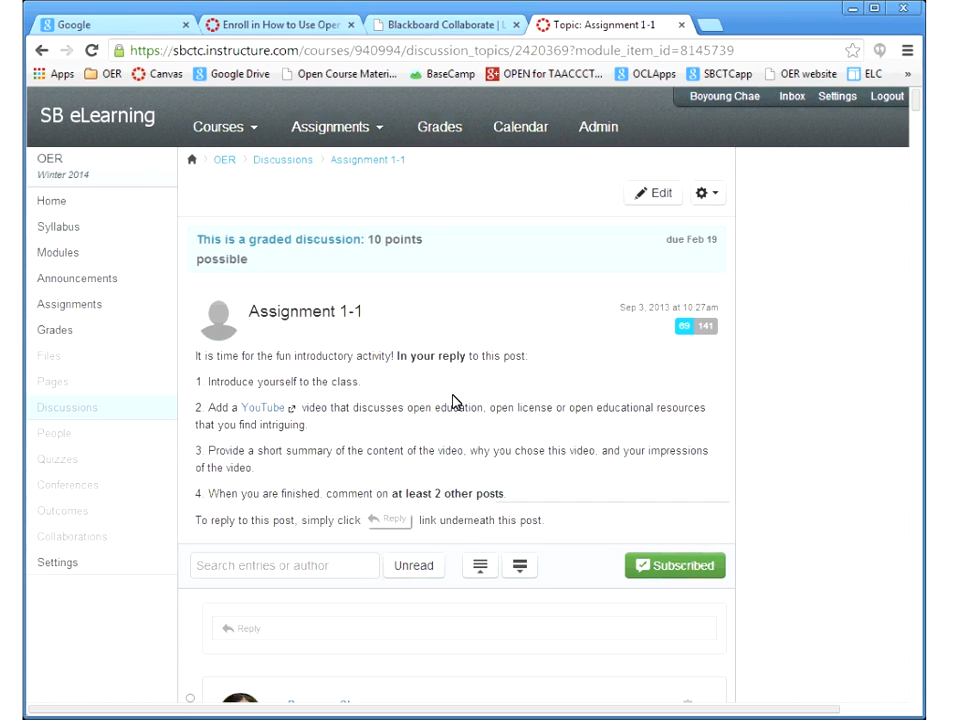 Google
Enroll in How to Use Oper
Blackboard Collaborate | L
Topic: Assignment 1-1
https://sbctc.instructure.com/courses/940994/discussion_topics/2420369?module_item_id=8145739
Apps OER Canvas Google Drive Open Course Materi... BaseCamp OPEN for TAACCCT... OCLApps SBCTCapp OER website ELC »
Boyoung Chae Inbox Settings Logout
SB eLearning
Courses Assignments Grades Calendar Admin
OER
Winter 2014
Home
Syllabus
Modules
Announcements
Assignments
Grades
Files
Pages
Discussions
People
Quizzes
Conferences
Outcomes
Collaborations
Settings
OER > Discussions > Assignment 1-1
Edit
This is a graded discussion: 10 points
possible
due Feb 19
Assignment 1-1
Sep 3, 2013 at 10:27am
69 141
It is time for the fun introductory activity! In your reply to this post:
1. Introduce yourself to the class.
2. Add a YouTube video that discusses open education, open license or open educational resources
that you find intriguing.
3. Provide a short summary of the content of the video, why you chose this video, and your impressions
of the video.
4. When you are finished, comment on at least 2 other posts.
To reply to this post, simply click Reply link underneath this post.
Search entries or author
Unread
Subscribed
Reply